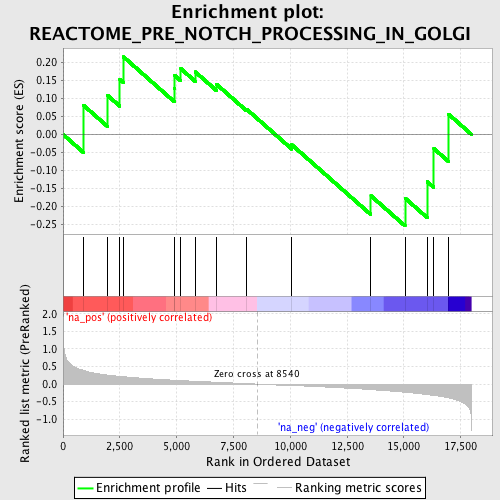 Enrichment plot:
REACTOME_PRE_NOTCH_PROCESSING_IN_GOLGI
Enrichment score (ES)
0.20
0.15
0.10
0.05
0.00
-0.05
-0.10
-0.15
-0.20
-0.25
'na_pos' (positively correlated)
Ranked list metric (PreRanked)
2.0
1.5
1.0
0.5
0.0
-0.5
-1.0
Zero cross at 8540
'na_neg' (negatively correlated)
0 2,500 5,000 7,500 10,000 12,500 15,000 17,500
Rank in Ordered Dataset
Enrichment profile Hits Ranking metric scores